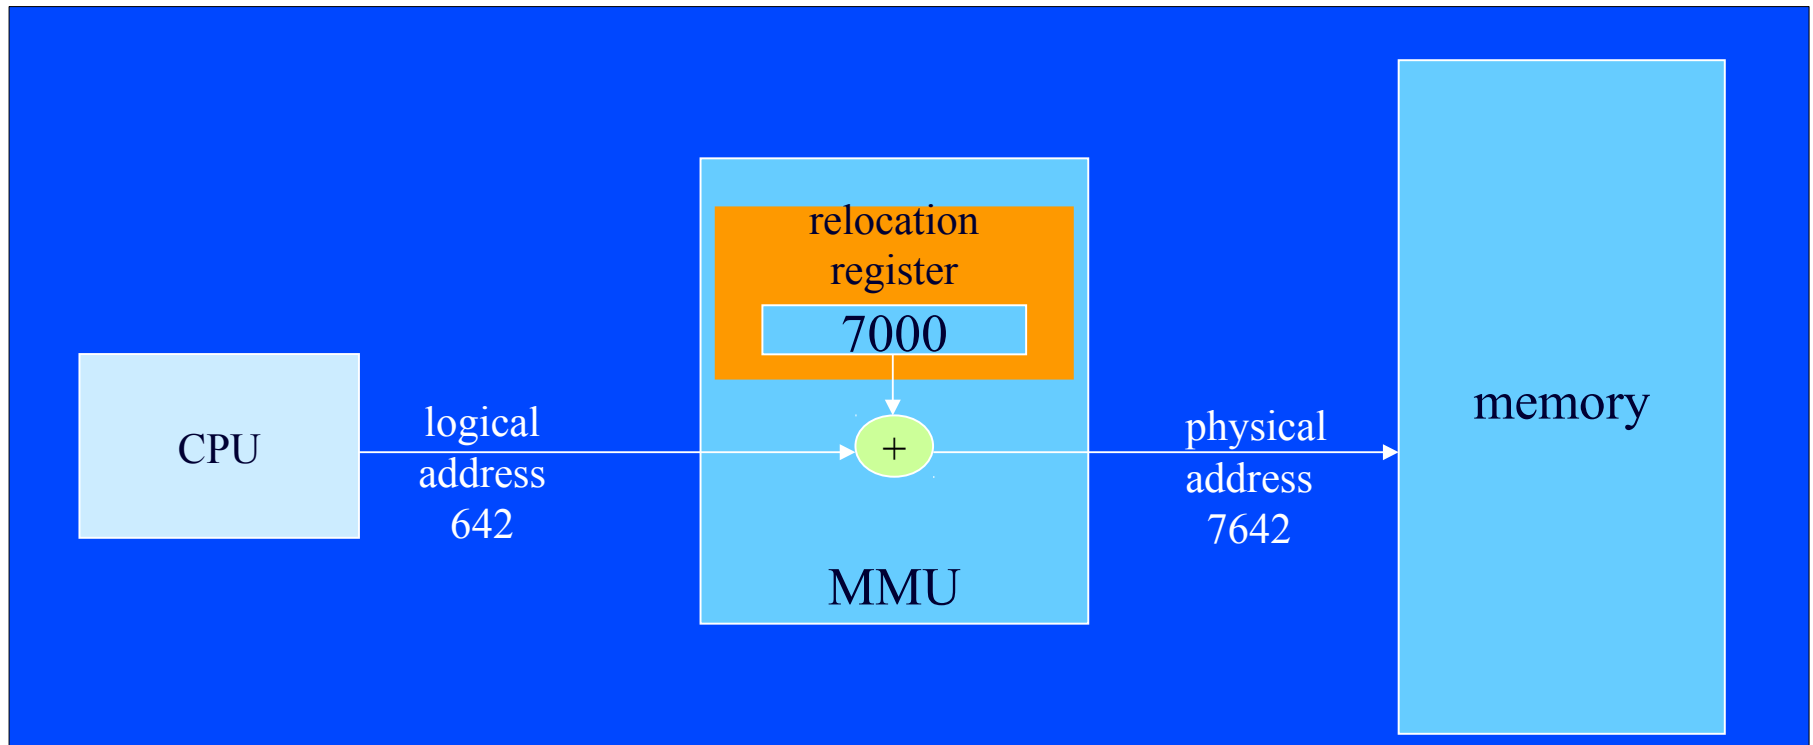 relocation
register
7000
CPU
logical
address
642
+
MMU
physical
address
7642
memory